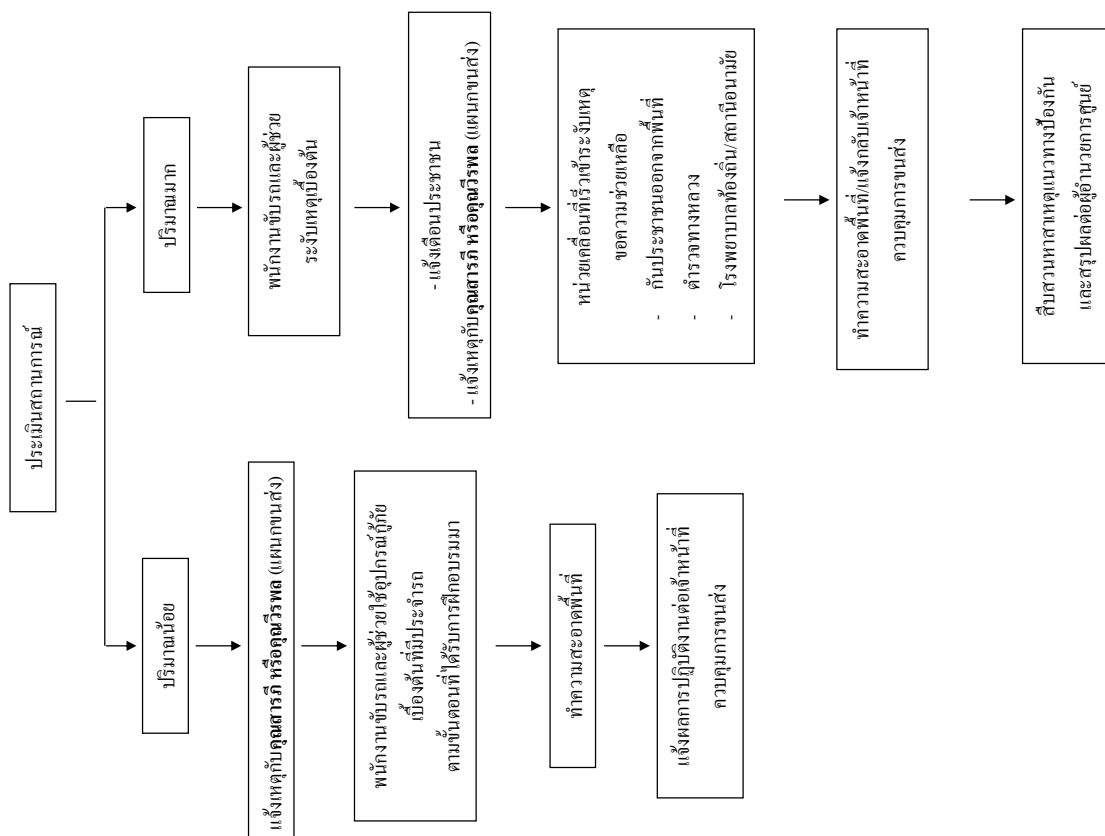 ประเมินสถานการณ์
ปริมาณน้อย
แจ้งเหตุกับคุณสารภี หรือคุณวีรพล (แผนกขนส่ง)
พนักงานขับรถและผู้ช่วยใช้อุปกรณ์กู้ภัย
เบื้องต้นที่มีประจำรถ
ตามขั้นตอนที่ได้รับการฝึกอบรมมา
ทำความสะอาดพื้นที่
แจ้งผลการปฏิบัติงานต่อเจ้าหน้าที่
ควบคุมการขนส่ง
ปริมาณมาก
พนักงานขับรถและผู้ช่วย
ระงับเหตุเบื้องต้น
- แจ้งเตือนประชาชน
- แจ้งเหตุกับคุณสารภี หรือคุณวีรพล (แผนกขนส่ง)
หน่วยเคลื่อนที่เร็วเข้าระงับเหตุ
ขอความช่วยเหลือ
- กันประชาชนออกจากพื้นที่
- ตำรวจทางหลวง
- โรงพยาบาลท้องถิ่น/สถานีอนามัย
ทำความสะอาดพื้นที่/แจ้งกลับเจ้าหน้าที่
ควบคุมการขนส่ง
สืบสวนหาสาเหตุแนวทางป้องกัน
และสรุปผลต่อผู้อำนวยการศูนย์